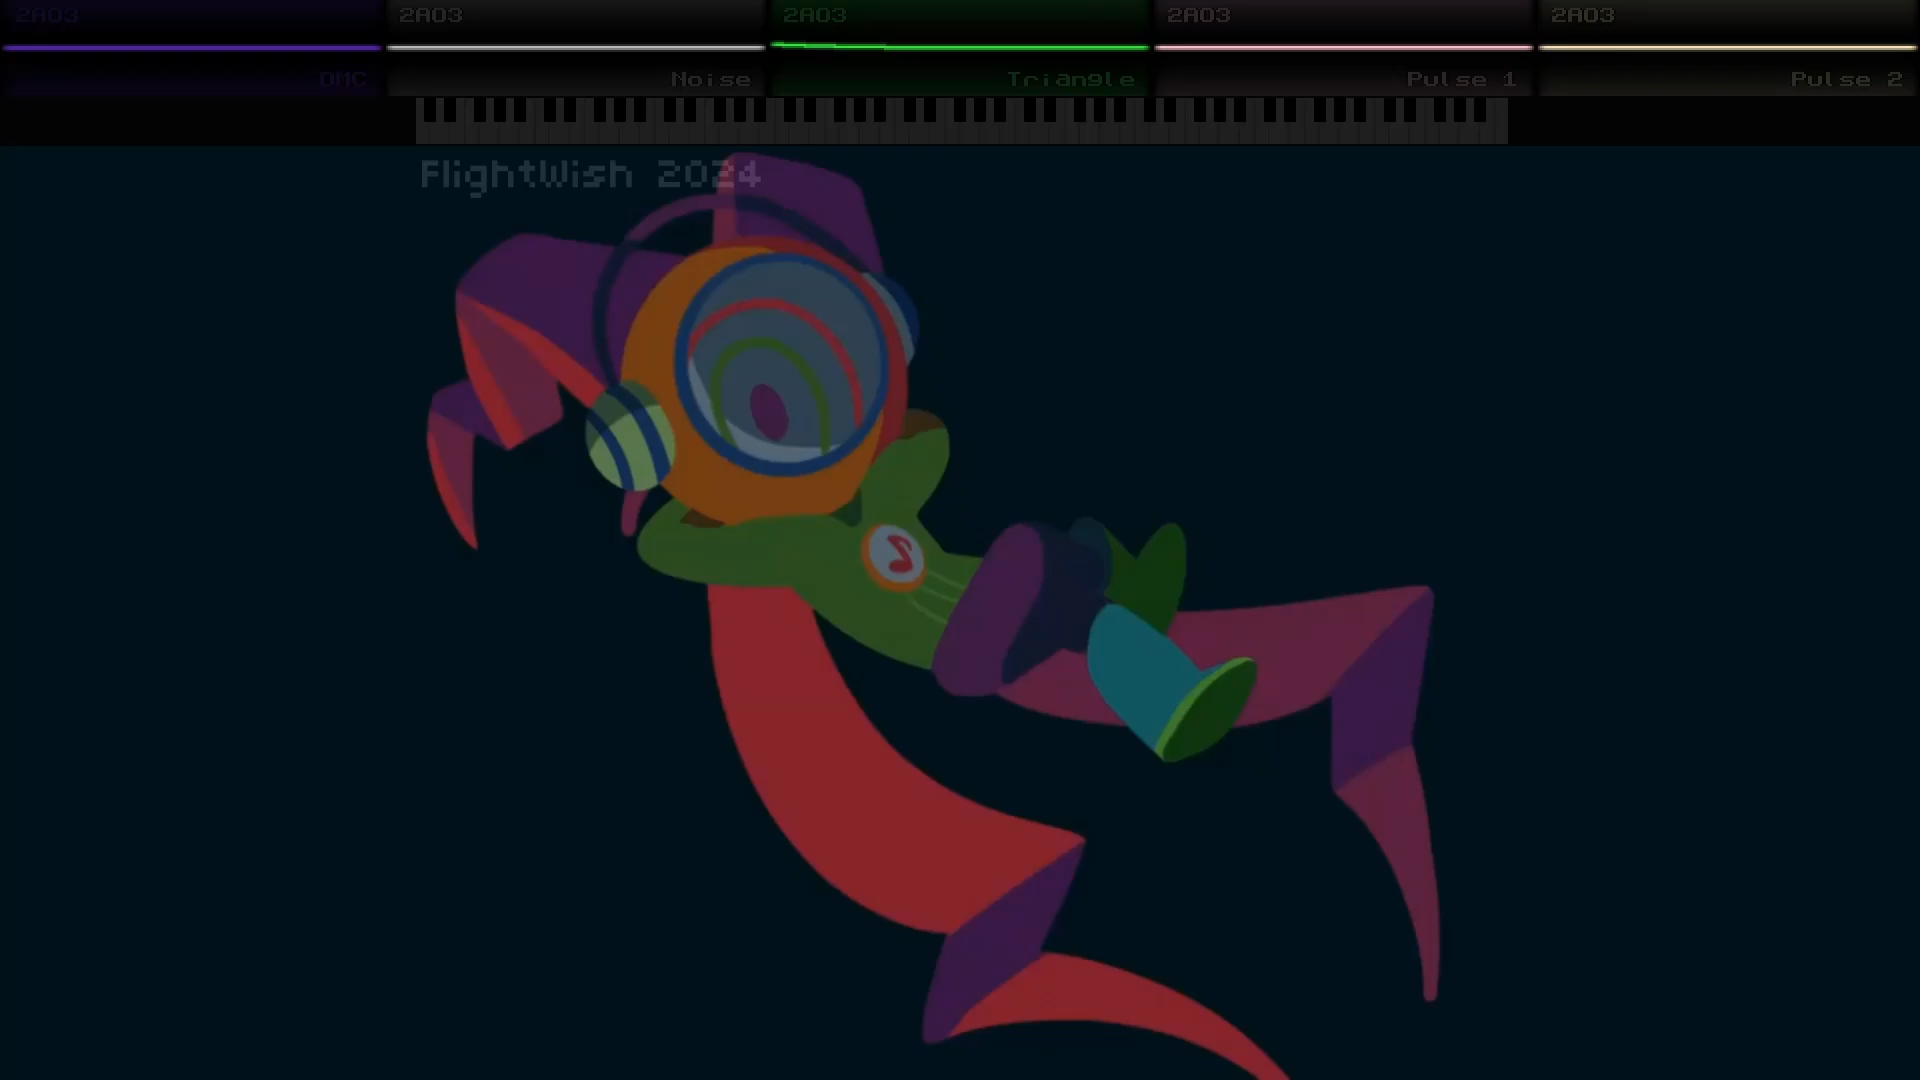 2A03 2A03 2A03 2A03 2A03
DMC Noise Triangle Pulse 1 Pulse 2
FlightWish 2024